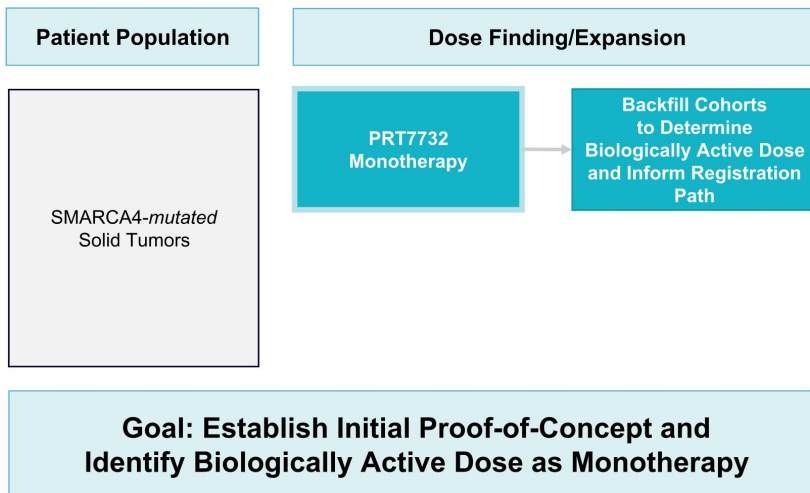 Patient Population
Dose Finding/Expansion
SMARCA4-mutated
Solid Tumors
PRT7732
Monotherapy
Backfill Cohorts
to Determine
Biologically Active Dose
and Inform Registration
Path
Goal: Establish Initial Proof-of-Concept and
Identify Biologically Active Dose as Monotherapy